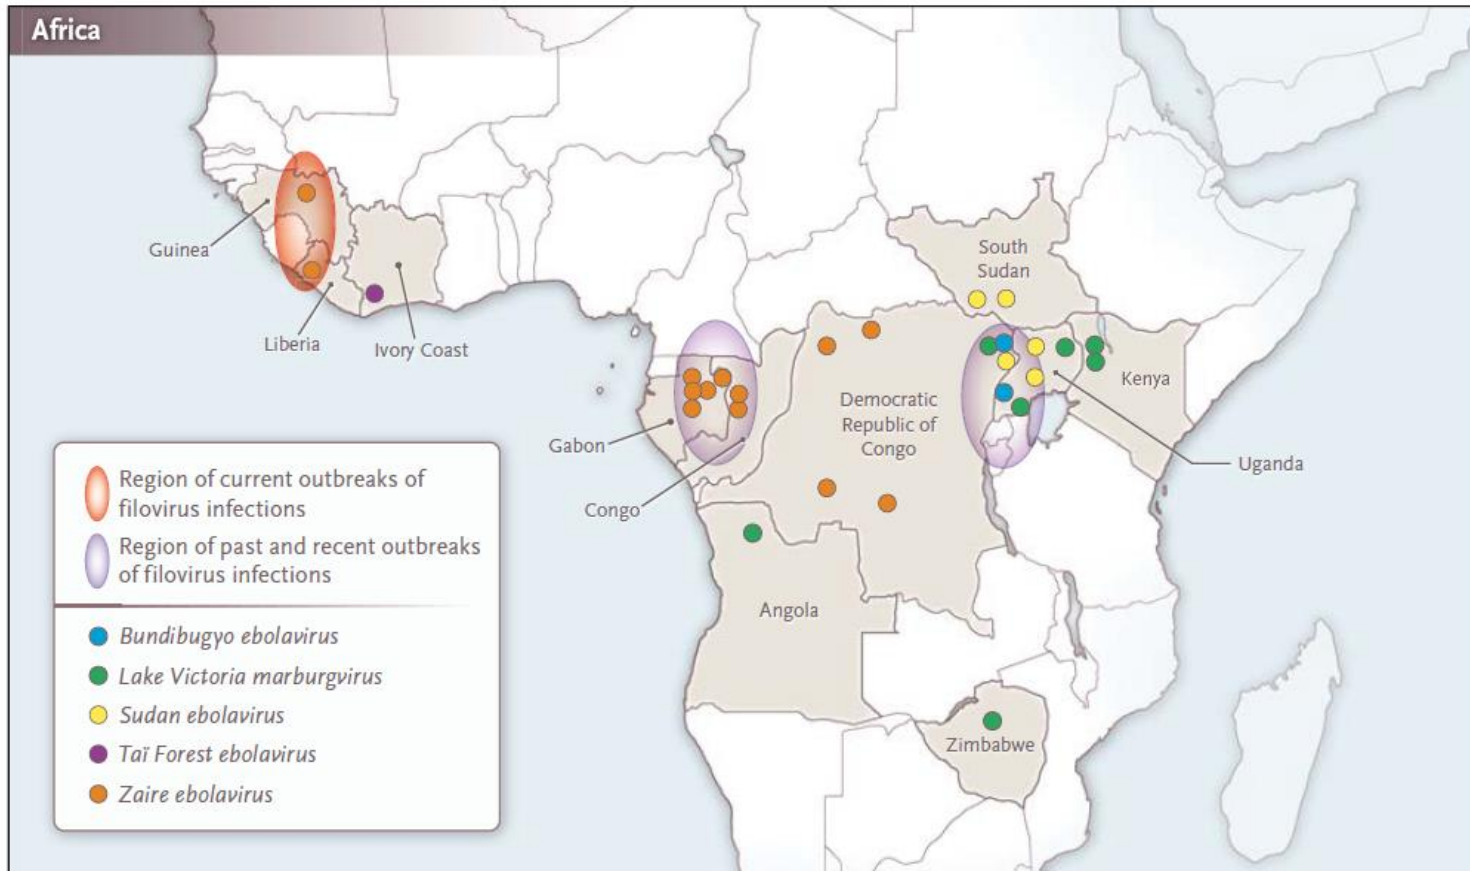 Africa
Guinea
Liberia
Ivory Coast
South
Sudan
Kenya
Democratic
Republic of
Congo
Gabon
Uganda
Congo
Angola
Zimbabwe
Region of current outbreaks of
filovirus infections
Region of past and recent outbreaks
of filovirus infections
Bundibugyo ebolavirus
Lake Victoria marburgvirus
Sudan ebolavirus
Taï Forest ebolavirus
Zaire ebolavirus